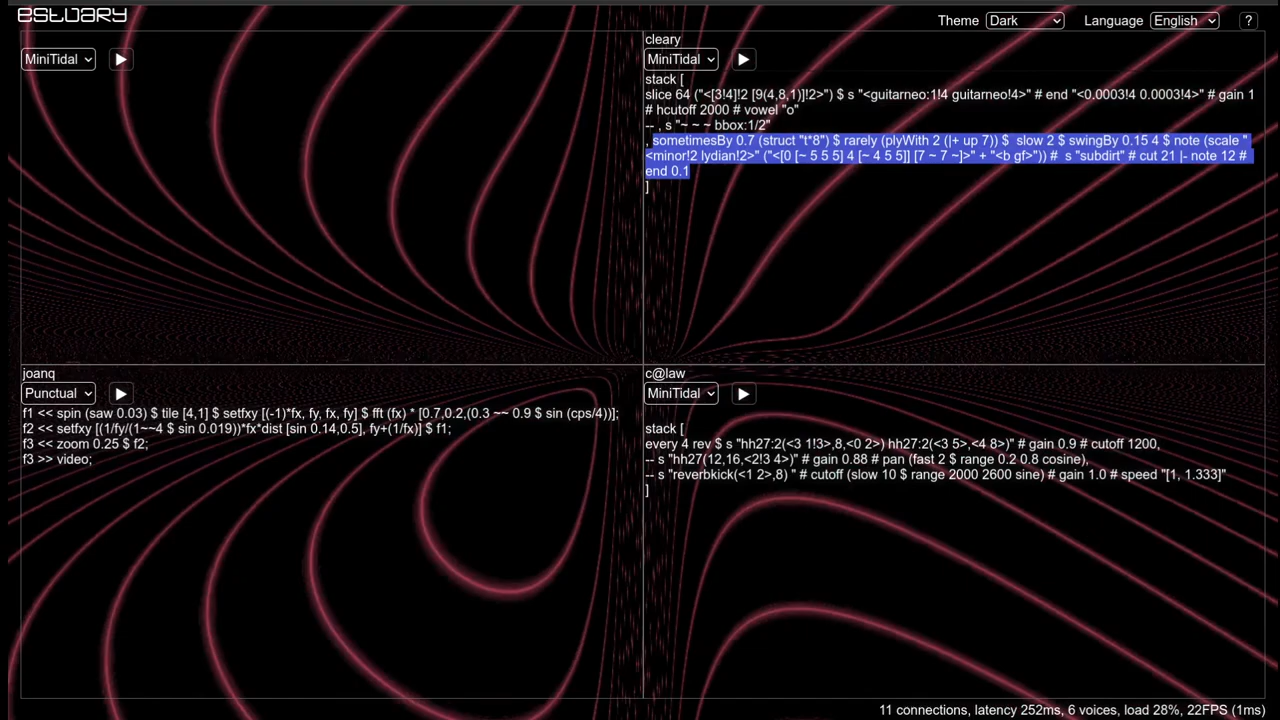 estuary
Theme Dark Language English ?
MiniTidal
cleary
MiniTidal
stack [
slice 64 ("<[3!4]!2 [9(4,8,1)]!2>") $ s "<guitarneo:1!4 guitarneo!4>" # end "<0.0003!4 0.0003!4>" # gain 1
# hcutoff 2000 # vowel "o"
-- , s "~ ~ ~ bbox:1/2"
, sometimesBy 0.7 (struct "t*8") $ rarely (plyWith 2 (|+ up 7)) $  slow 2 $ swingBy 0.15 4 $ note (scale "
<minor!2 lydian!2>" ("<[0 [~ 5 5 5] 4 [~ 4 5 5]] [7 ~ 7 ~]>" + "<b gf>")) #  s "subdirt" # cut 21 |- note 12 #
end 0.1
]
joanq
Punctual
f1 << spin (saw 0.03) $ tile [4,1] $ setfxy [(-1)*fx, fy, fx, fy] $ fft (fx) * [0.7,0.2,(0.3 ~~ 0.9 $ sin (cps/4))];
f2 << setfxy [(1/fy/(1~~4 $ sin 0.019))*fx*dist [sin 0.14,0.5], fy+(1/fx)] $ f1;
f3 << zoom 0.25 $ f2;
f3 >> video;
c@law
MiniTidal
stack [
every 4 rev $ s "hh27:2(<3 1!3>,8,<0 2>) hh27:2(<3 5>,<4 8>)" # gain 0.9 # cutoff 1200,
-- s "hh27(12,16,<2!3 4>)" # gain 0.88 # pan (fast 2 $ range 0.2 0.8 cosine),
-- s "reverbkick(<1 2>,8) " # cutoff (slow 10 $ range 2000 2600 sine) # gain 1.0 # speed "[1, 1.333]"
]
11 connections, latency 252ms, 6 voices, load 28%, 22FPS (1ms)